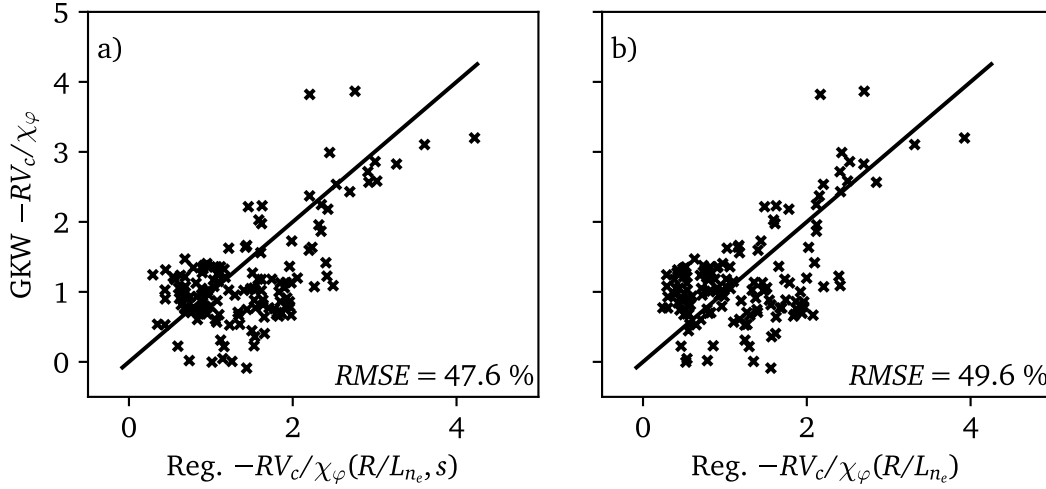 a)
b)
GKW −RV_c/χ_φ
5
4
3
2
1
0
RMSE = 47.6 %
RMSE = 49.6 %
0 2 4
0 2 4
Reg. −RV_c/χ_φ(R/L_{n_e}, s)
Reg. −RV_c/χ_φ(R/L_{n_e})